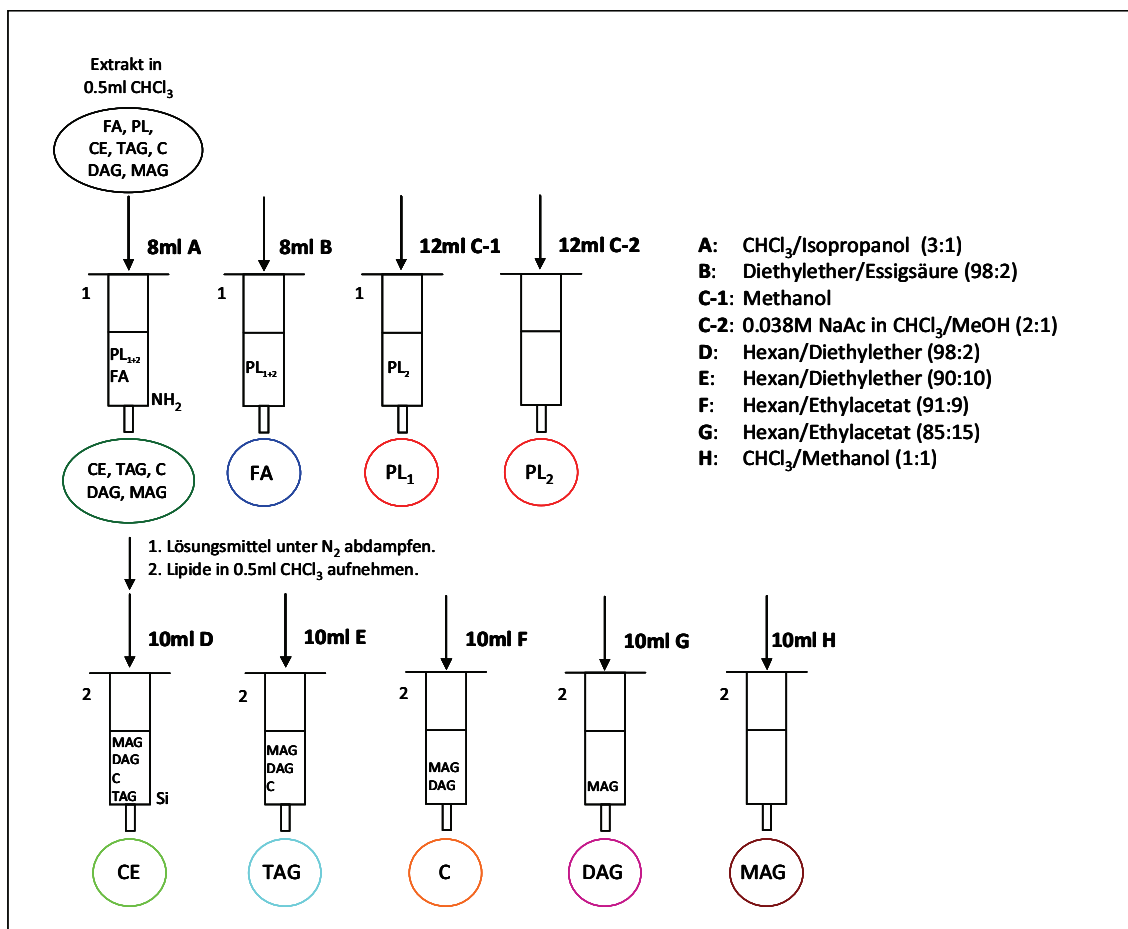 Extrakt in
0.5ml CHCl₃
FA, PL,
CE, TAG, C
DAG, MAG
8ml A
8ml B
12ml C-1
12ml C-2
1
1
1
PL₁₊₂
FA
NH₂
PL₁₊₂
PL₂
CE, TAG, C
DAG, MAG
FA
PL₁
PL₂
A: CHCl₃/Isopropanol (3:1)
B: Diethylether/Essigsäure (98:2)
C-1: Methanol
C-2: 0.038M NaAc in CHCl₃/MeOH (2:1)
D: Hexan/Diethylether (98:2)
E: Hexan/Diethylether (90:10)
F: Hexan/Ethylacetat (91:9)
G: Hexan/Ethylacetat (85:15)
H: CHCl₃/Methanol (1:1)
1. Lösungsmittel unter N₂ abdampfen.
2. Lipide in 0.5ml CHCl₃ aufnehmen.
10ml D
10ml E
10ml F
10ml G
10ml H
2
2
2
2
2
MAG
DAG
C
TAG
Si
MAG
DAG
C
MAG
DAG
MAG
CE
TAG
C
DAG
MAG